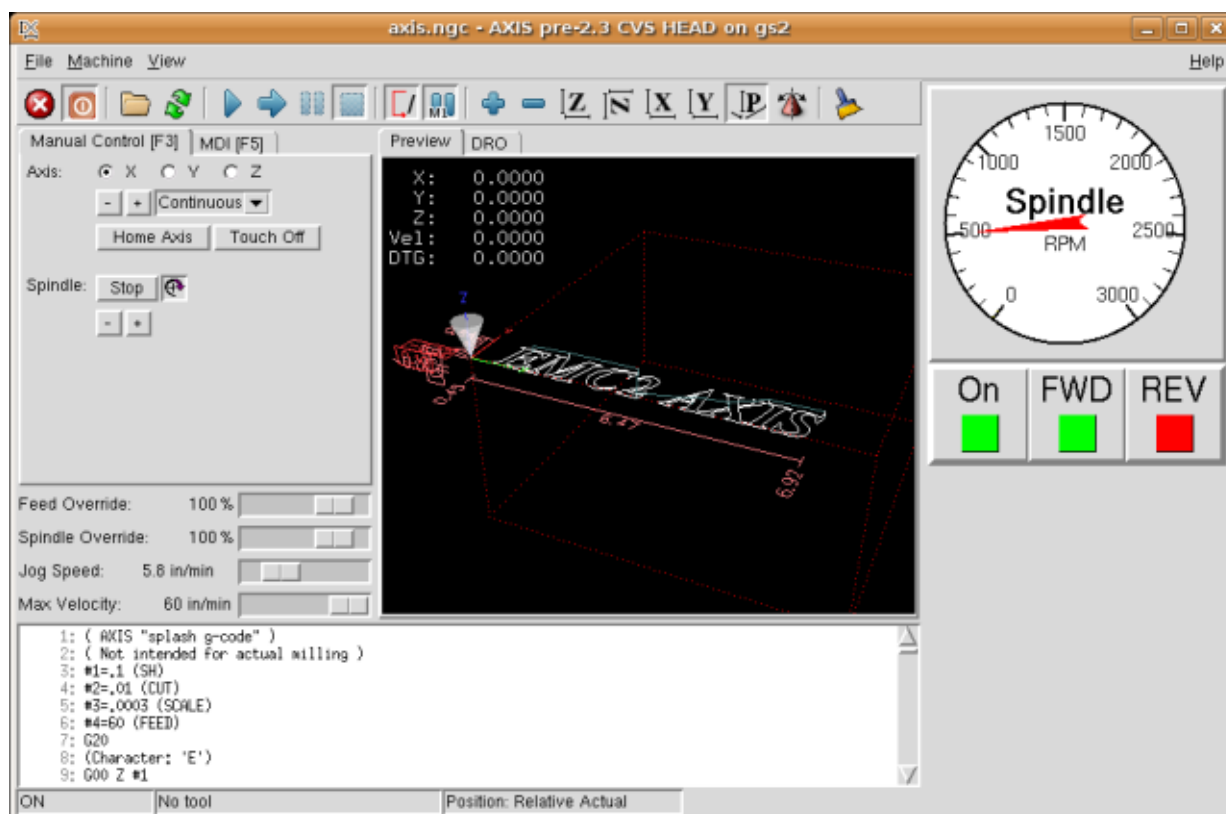 axis.ngc - AXIS pre-2.3 CVS HEAD on gs2
File Machine View Help
Manual Control [F3] MDI [F5]
Axis: X Y Z
- + Continuous
Home Axis Touch Off
Spindle: Stop
- +
Feed Override: 100 %
Spindle Override: 100 %
Jog Speed: 5.8 in/min
Max Velocity: 60 in/min
Preview DRO
X: 0.0000
Y: 0.0000
Z: 0.0000
Vel: 0.0000
DTG: 0.0000
Z
EMC2 AXIS
0.45
6.47
6.92
1: ( AXIS "splash g-code" )
2: ( Not intended for actual milling )
3: #1=.1 (SH)
4: #2=.01 (CUT)
5: #3=.0003 (SCALE)
6: #4=60 (FEED)
7: G20
8: (Character: 'E')
9: G00 Z #1
ON No tool Position: Relative Actual
1500
1000 2000
Spindle
500 2500
RPM
0 3000
On FWD REV